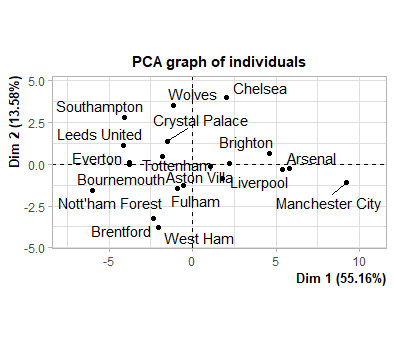 PCA graph of individuals
Dim 2 (13.58%)
5.0
2.5
0.0
-2.5
-5.0
Wolves
Chelsea
Southampton
Crystal Palace
Leeds United
Brighton
Everton
Tottenham
Arsenal
Bournemouth
Aston Villa
Liverpool
Nott'ham Forest
Fulham
Manchester City
Brentford
West Ham
-5
0
5
10
Dim 1 (55.16%)